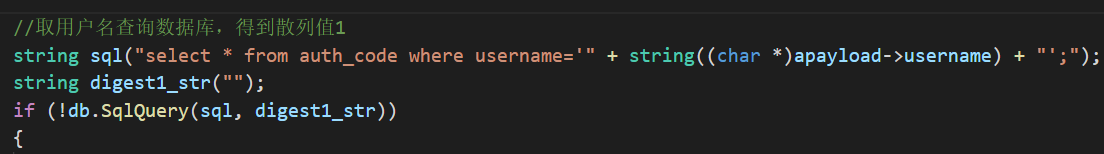 //取用户名查询数据库，得到散列值1
string sql("select * from auth_code where username='" + string((char *)apayload->username) + "';");
string digest1_str("");
if (!db.SqlQuery(sql, digest1_str))
{